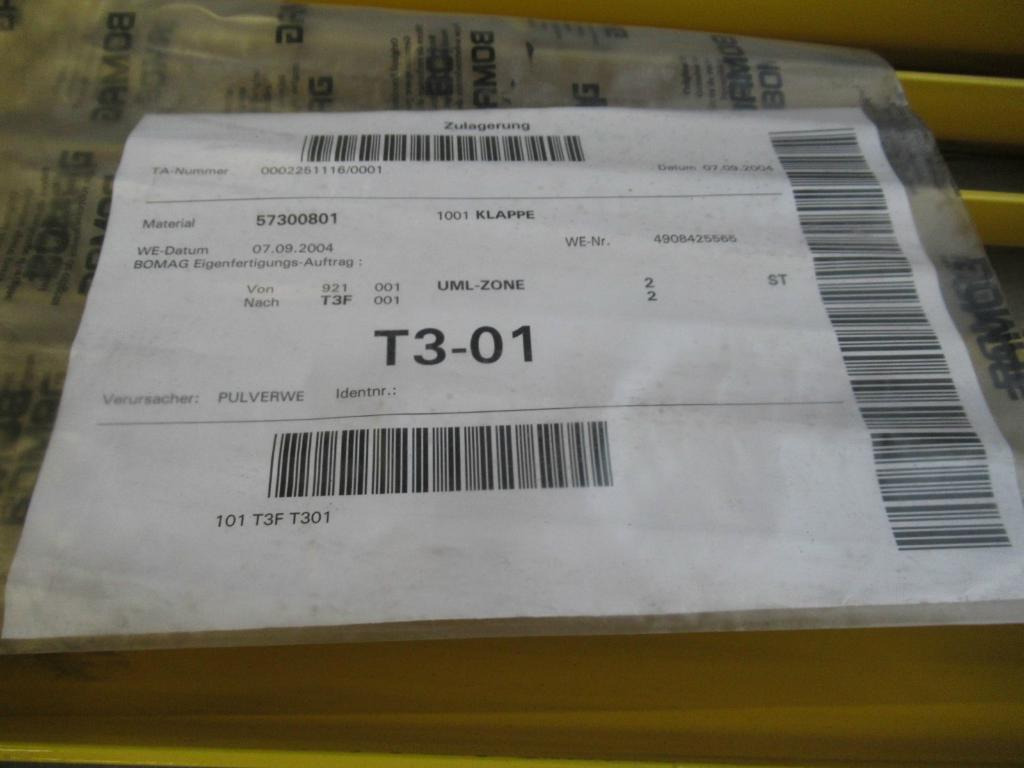 BOMAG
BOMAG
BOMAG
Zulagerung
TA-Nummer 0002251116/0001 Datum 07.09.2004
Material 57300801 1001 KLAPPE
WE-Datum 07.09.2004 WE-Nr. 4908425565
BOMAG Eigenfertigungs-Auftrag :
Von 921 001 UML-ZONE 2 ST
Nach T3F 001 2
T3-01
Verursacher: PULVERWE Identnr.:
101 T3F T301